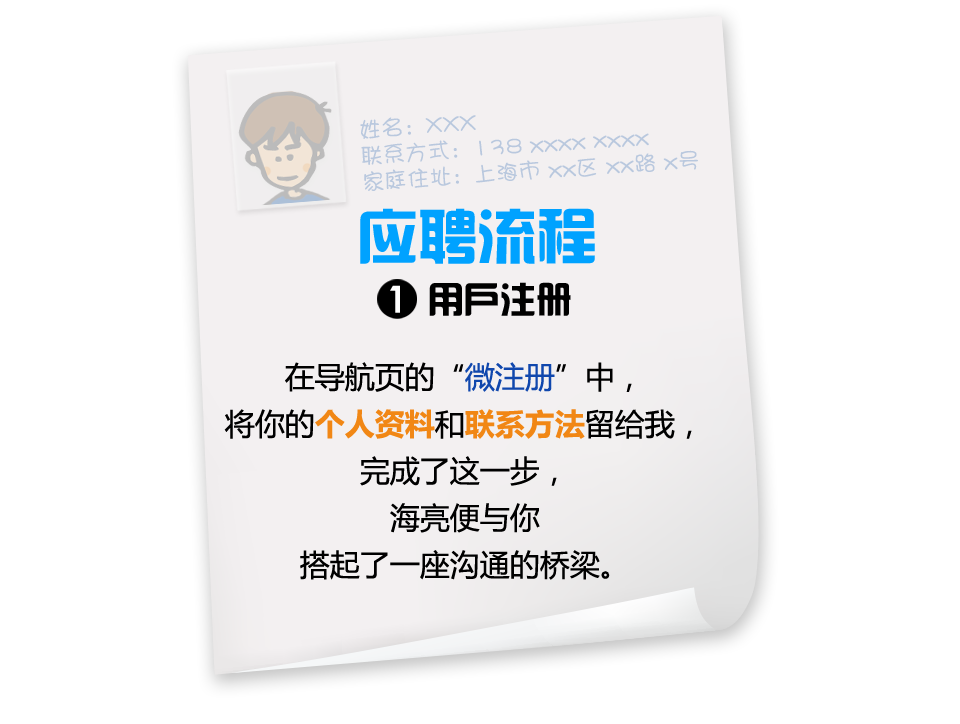 姓名：XXX
联系方式：138 xxxx xxxx
家庭住址：上海市 xx区 xx路 x号
应聘流程
❶ 用戶注册
在导航页的“微注册”中，
将你的个人资料和联系方法留给我，
完成了这一步，
海亮便与你
搭起了一座沟通的桥梁。